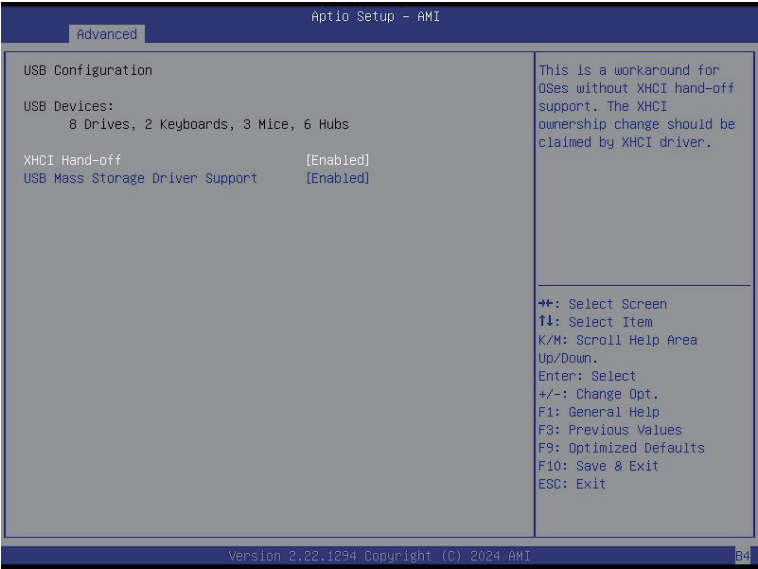 Aptio Setup – AMI
Advanced
USB Configuration
USB Devices:
8 Drives, 2 Keyboards, 3 Mice, 6 Hubs
XHCI Hand-off [Enabled]
USB Mass Storage Driver Support [Enabled]
This is a workaround for
OSes without XHCI hand-off
support. The XHCI
ownership change should be
claimed by XHCI driver.
→←: Select Screen
↑↓: Select Item
K/M: Scroll Help Area
Up/Down.
Enter: Select
+/-: Change Opt.
F1: General Help
F3: Previous Values
F9: Optimized Defaults
F10: Save & Exit
ESC: Exit
Version 2.22.1294 Copyright (C) 2024 AMI
B4